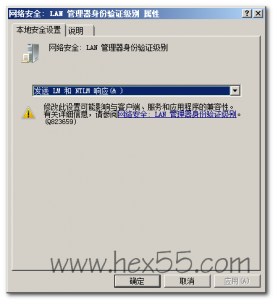 网络安全: LAN 管理器身份验证级别 属性
本地安全设置 说明
网络安全: LAN 管理器身份验证级别
发送 LM 和 NTLM 响应(&)
修改此设置可能影响与客户端、服务和应用程序的兼容性。
有关详细信息，请参阅网络安全: LAN 管理器身份验证级别。
(Q823659)
www.hex55.com
确定 取消 应用(A)